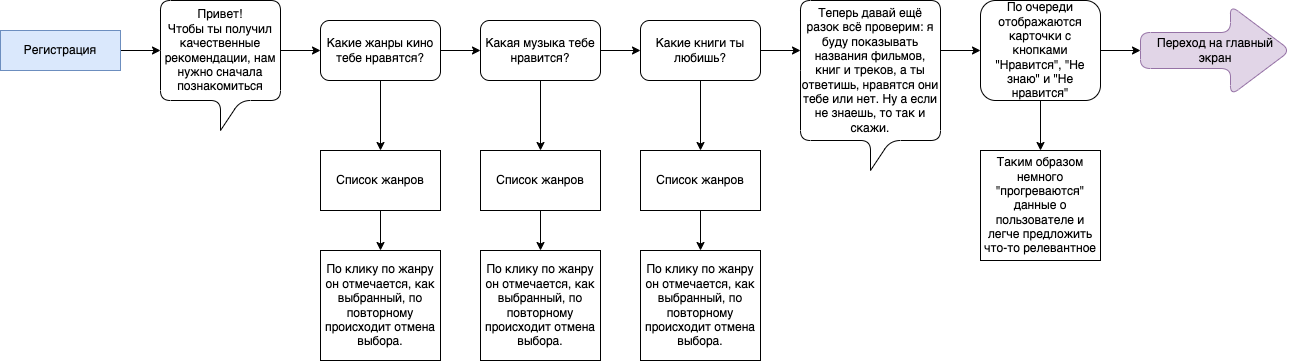 Регистрация
Привет!
Чтобы ты получил
качественные
рекомендации, нам
нужно сначала
познакомиться
Какие жанры кино
тебе нравятся?
Какая музыка тебе
нравится?
Какие книги ты
любишь?
Теперь давай ещё
разок всё проверим: я
буду показывать
названия фильмов,
книг и треков, а ты
ответишь, нравятся они
тебе или нет. Ну а если
не знаешь, то так и
скажи.
По очереди
отображаются
карточки с
кнопками
"Нравится", "Не
знаю" и "Не
нравится"
Переход на главный
экран
Список жанров
Список жанров
Список жанров
Таким образом
немного
"прогреваются"
данные о
пользователе и
легче предложить
что-то релевантное
По клику по жанру
он отмечается, как
выбранный, по
повторному
происходит отмена
выбора.
По клику по жанру
он отмечается, как
выбранный, по
повторному
происходит отмена
выбора.
По клику по жанру
он отмечается, как
выбранный, по
повторному
происходит отмена
выбора.